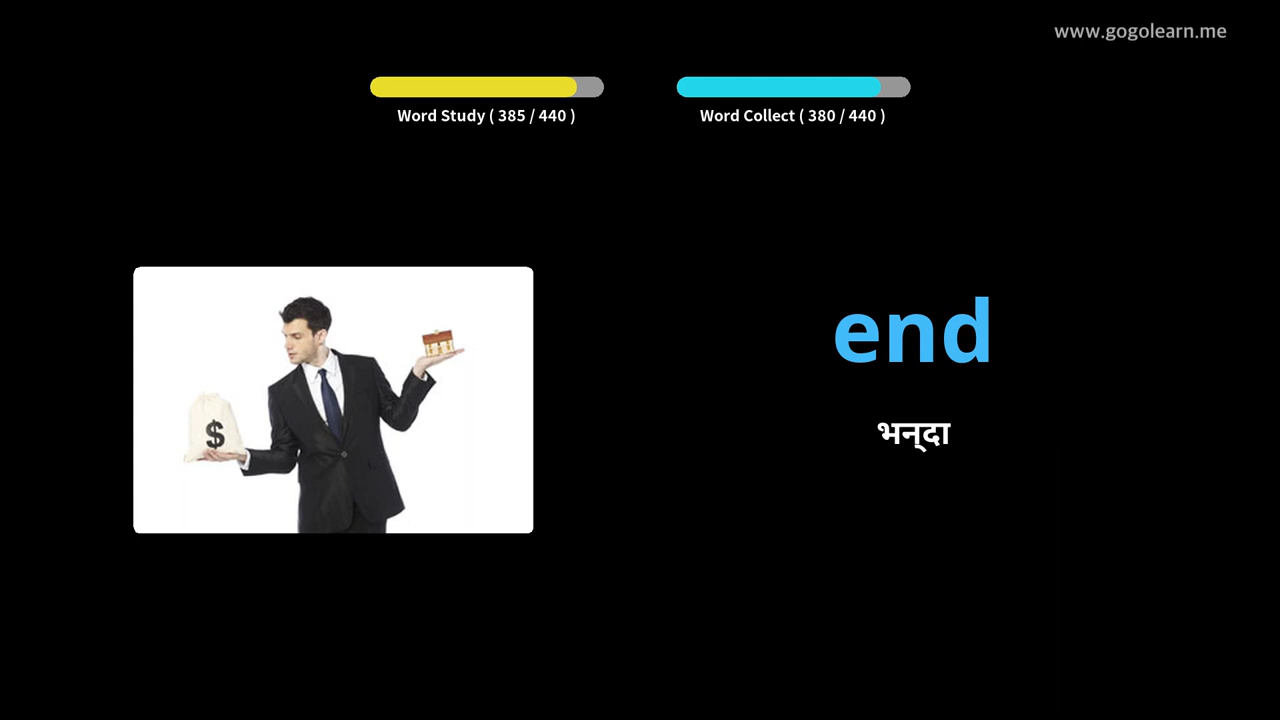 www.gogolearn.me
Word Study ( 385 / 440 )
Word Collect ( 380 / 440 )
$
end
भन्‌दा